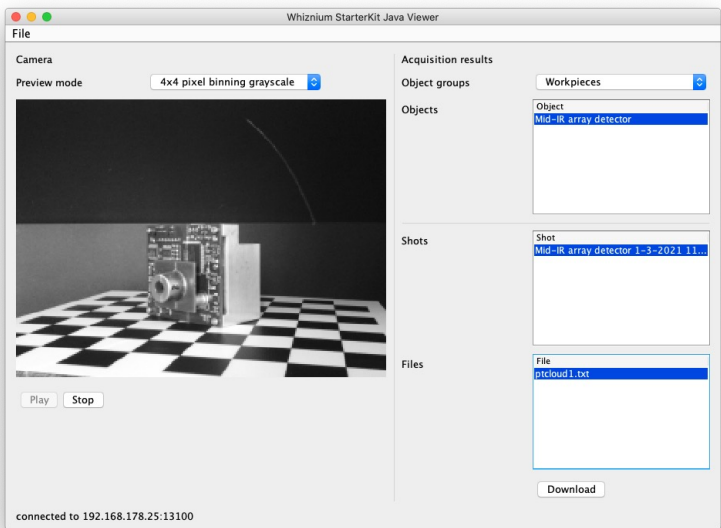 Whiznium StarterKit Java Viewer
File
Camera
Preview mode
4x4 pixel binning grayscale
Play
Stop
Acquisition results
Object groups
Workpieces
Objects
Object
Mid-IR array detector
Shots
Shot
Mid-IR array detector 1-3-2021 11...
Files
File
ptcloud1.txt
Download
connected to 192.168.178.25:13100